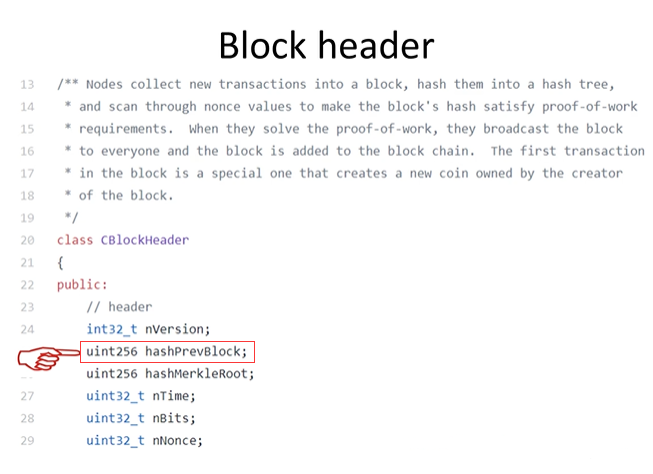 Block header
13 /** Nodes collect new transactions into a block, hash them into a hash tree,
14 * and scan through nonce values to make the block's hash satisfy proof-of-work
15 * requirements.  When they solve the proof-of-work, they broadcast the block
16 * to everyone and the block is added to the block chain.  The first transaction
17 * in the block is a special one that creates a new coin owned by the creator
18 * of the block.
19 */
20 class CBlockHeader
21 {
22 public:
23 // header
24 int32_t nVersion;
uint256 hashPrevBlock;
uint256 hashMerkleRoot;
27 uint32_t nTime;
28 uint32_t nBits;
29 uint32_t nNonce;